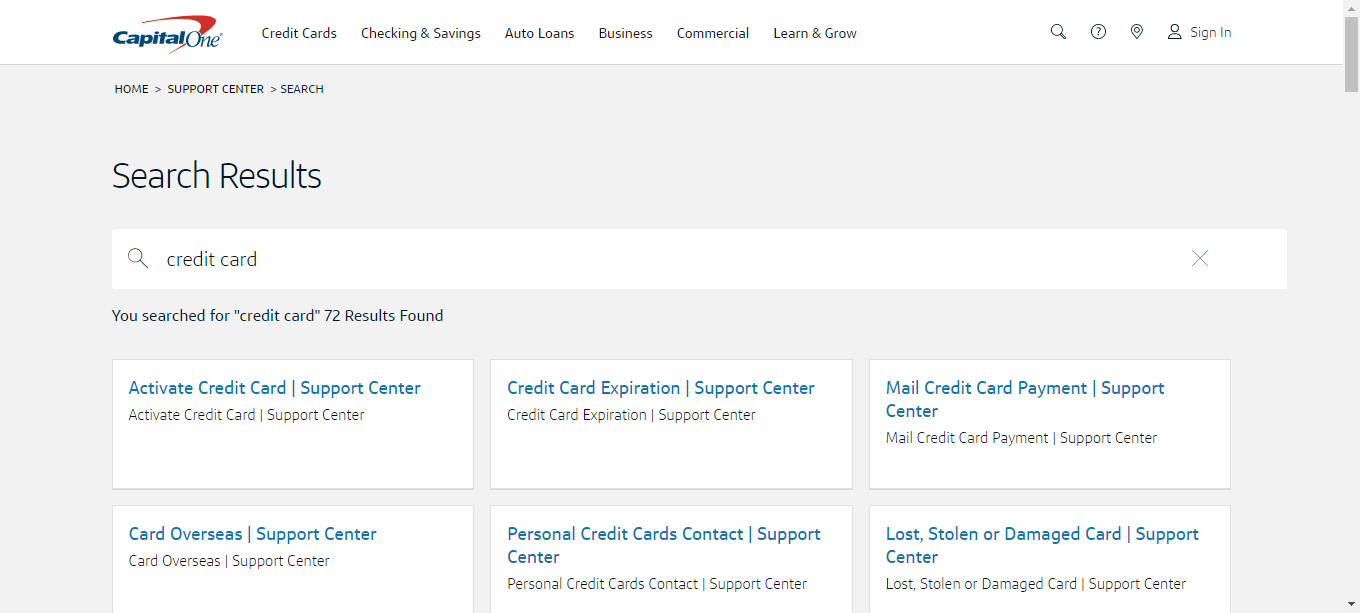 CapitalOne
Credit Cards Checking & Savings Auto Loans Business Commercial Learn & Grow Sign In
HOME > SUPPORT CENTER > SEARCH
Search Results
credit card
You searched for "credit card" 72 Results Found
Activate Credit Card | Support Center
Activate Credit Card | Support Center
Credit Card Expiration | Support Center
Credit Card Expiration | Support Center
Mail Credit Card Payment | Support
Center
Mail Credit Card Payment | Support Center
Card Overseas | Support Center
Card Overseas | Support Center
Personal Credit Cards Contact | Support
Center
Personal Credit Cards Contact | Support Center
Lost, Stolen or Damaged Card | Support
Center
Lost, Stolen or Damaged Card | Support Center